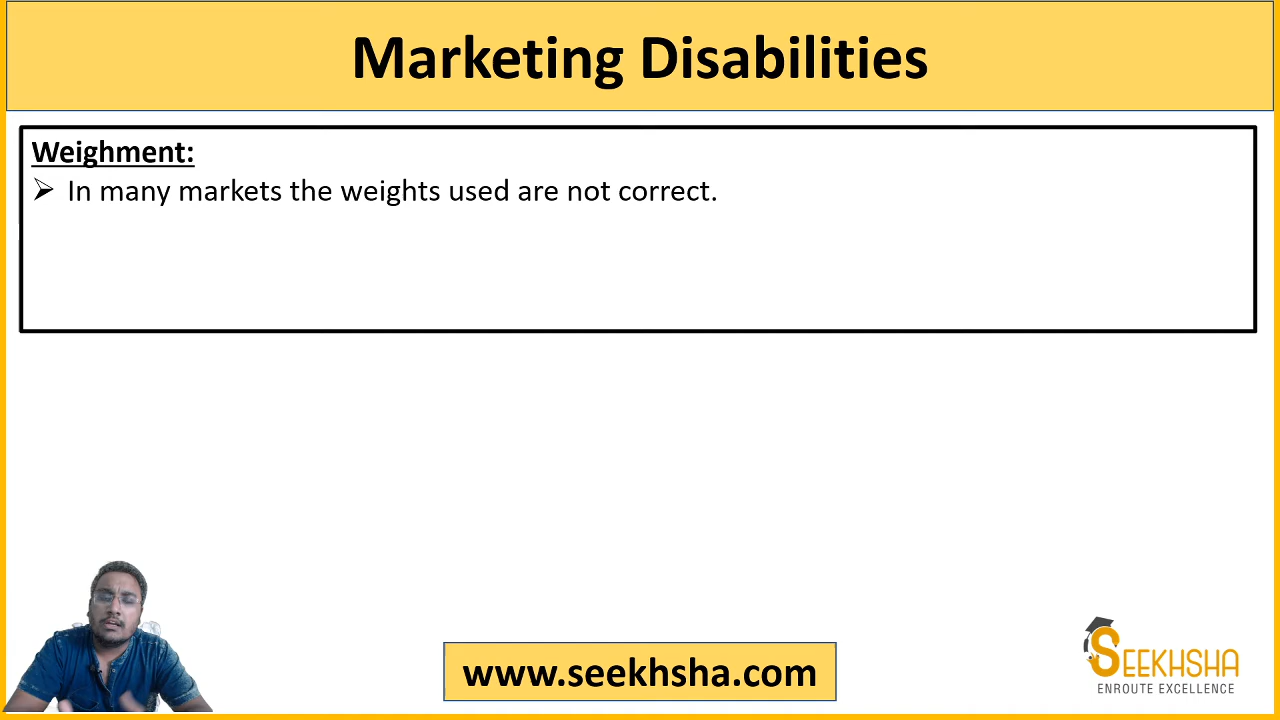 Marketing Disabilities
Weighment:
➢ In many markets the weights used are not correct.
www.seekhsha.com
SEEKHSHA
ENROUTE EXCELLENCE